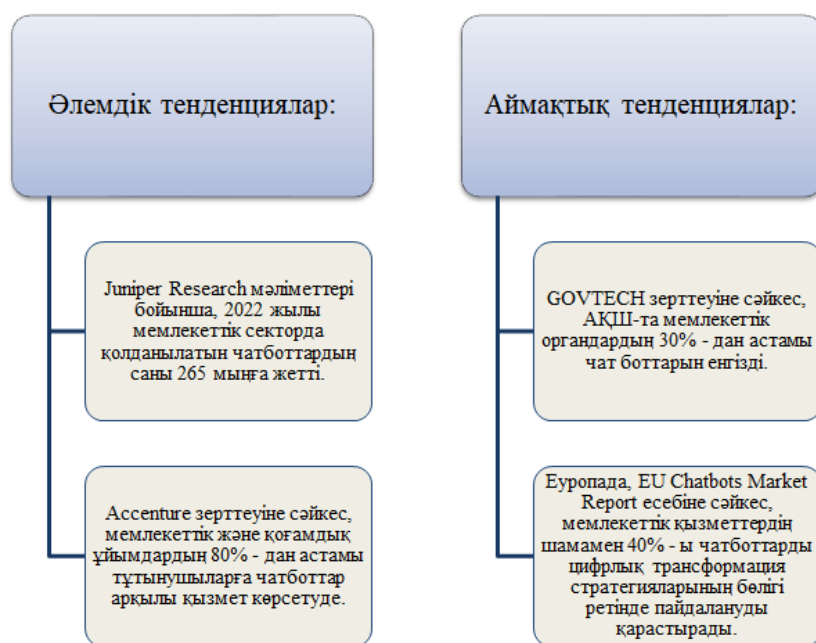 Әлемдік тенденциялар:
Juniper Research мәліметтері
бойынша, 2022 жылы
мемлекеттік секторда
қолданылатын чатботтардың
саны 265 мыңға жетті.
Accenture зерттеуіне сәйкес,
мемлекеттік және қоғамдық
ұйымдардың 80% - дан астамы
тұтынушыларға чатботтар
арқылы қызмет көрсетуде.
Аймақтық тенденциялар:
GOVTECH зерттеуіне сәйкес,
АҚШ-та мемлекеттік
органдардың 30% - дан астамы
чат боттарын енгізді.
Еуропада, EU Chatbots Market
Report есебіне сәйкес,
мемлекеттік қызметтердің
шамамен 40% - ы чатботтарды
цифрлық трансформация
стратегияларының бөлігі
ретінде пайдалануды
қарастырады.